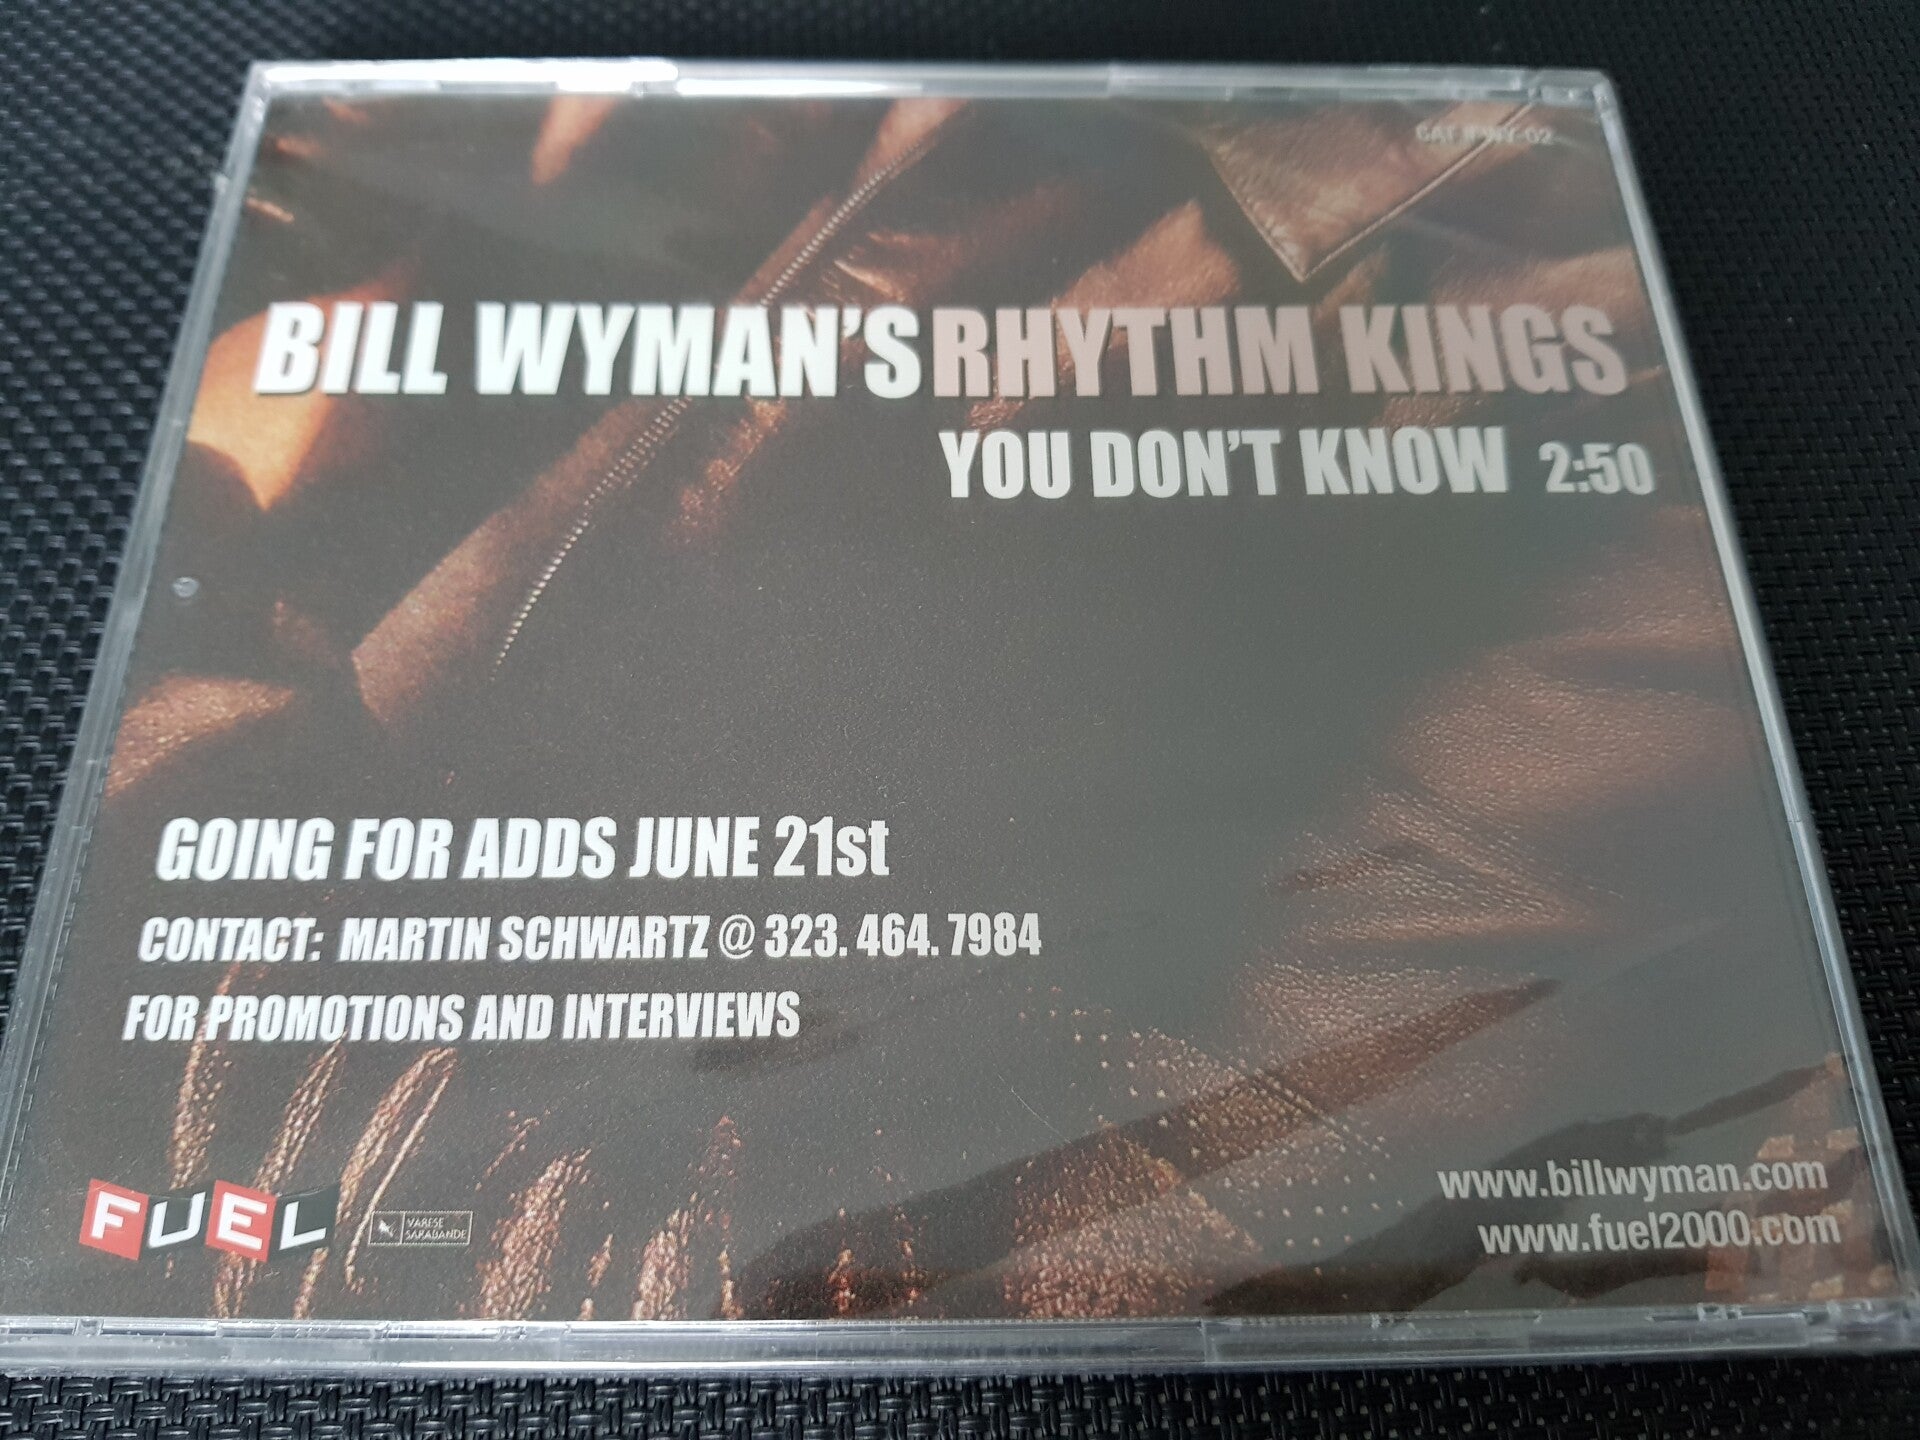 BILL WYMAN'S RHYTHM KINGS
YOU DON'T KNOW 2:50
GOING FOR ADDS JUNE 21st
CONTACT: MARTIN SCHWARTZ @ 323. 464. 7984
FOR PROMOTIONS AND INTERVIEWS
FUEL
VARESE
SARABANDE
www.billwyman.com
www.fuel2000.com